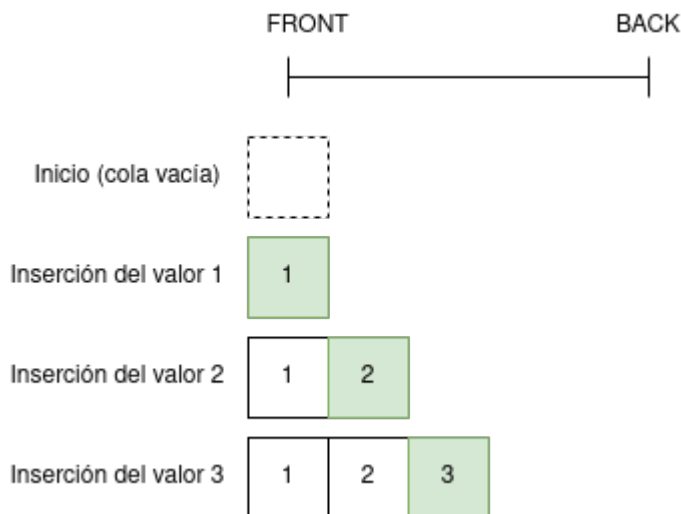 FRONT BACK
Inicio (cola vacía)
Inserción del valor 1 1
Inserción del valor 2 1 2
Inserción del valor 3 1 2 3